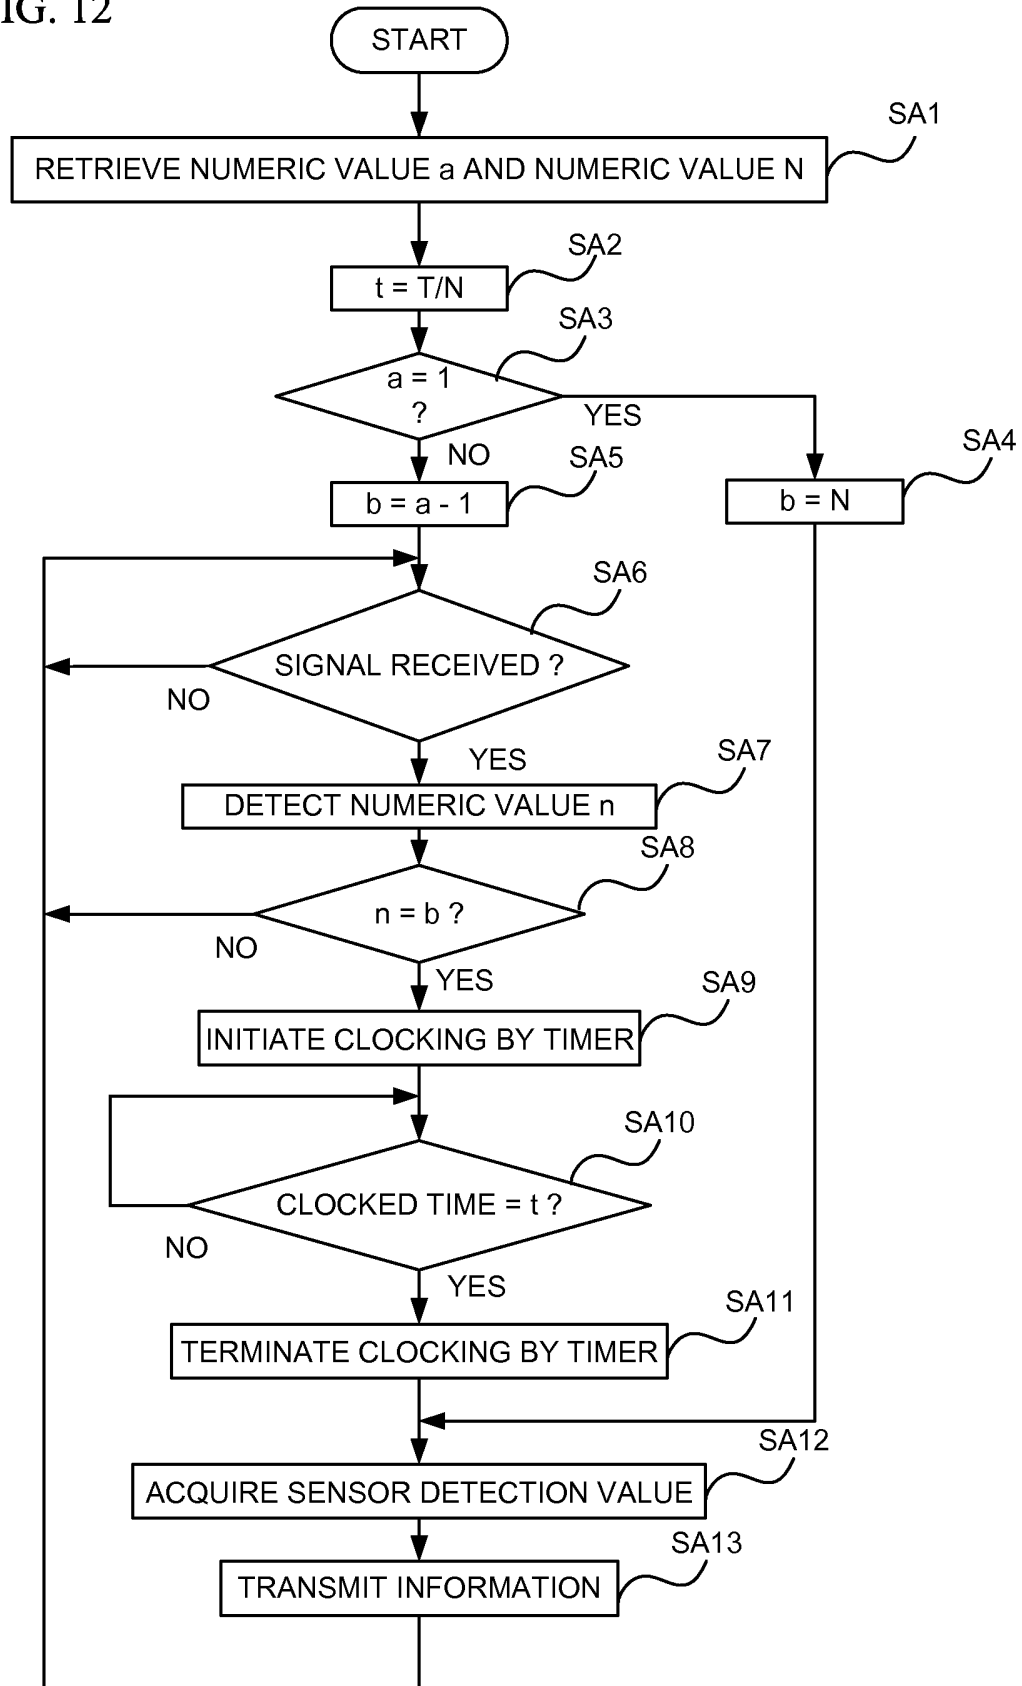 IG. 12
START
SA1
RETRIEVE NUMERIC VALUE a AND NUMERIC VALUE N
SA2
t = T/N
SA3
a = 1
?
YES
NO
SA5
SA4
b = a - 1
b = N
SA6
SIGNAL RECEIVED ?
NO
YES
SA7
DETECT NUMERIC VALUE n
SA8
n = b ?
NO
YES
SA9
INITIATE CLOCKING BY TIMER
SA10
CLOCKED TIME = t ?
NO
YES
SA11
TERMINATE CLOCKING BY TIMER
SA12
ACQUIRE SENSOR DETECTION VALUE
SA13
TRANSMIT INFORMATION